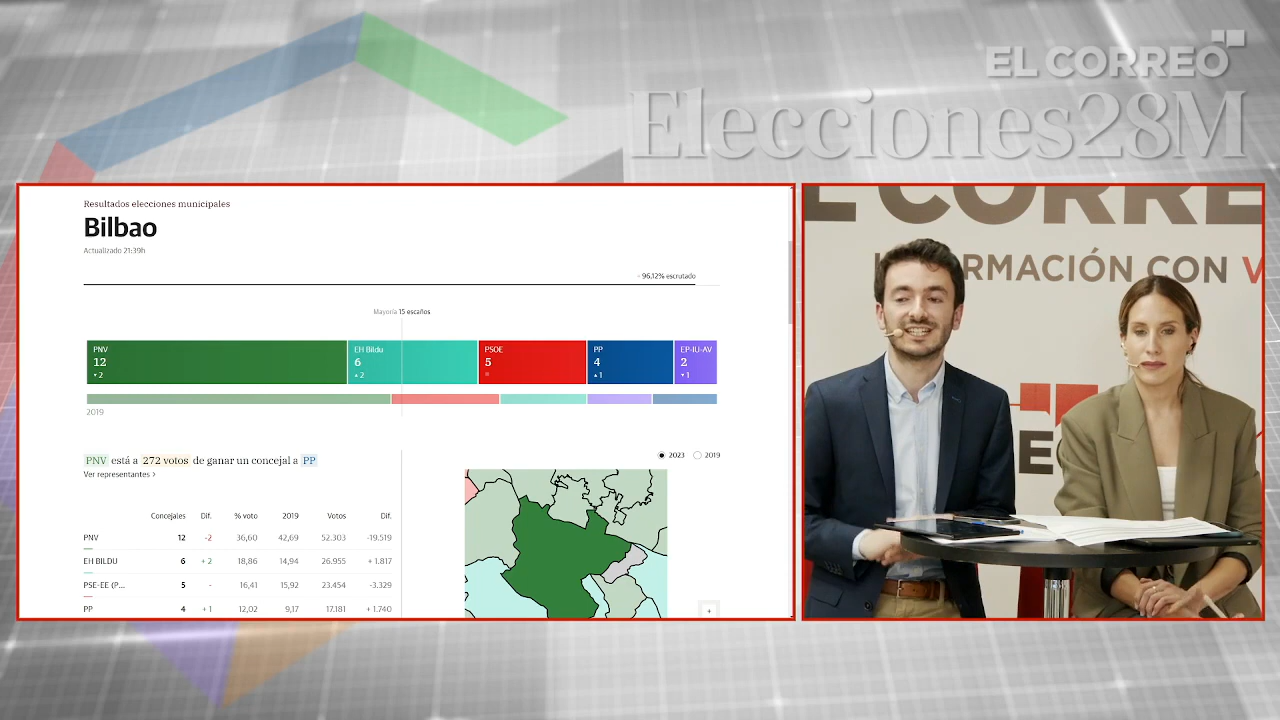 EL CORREO
Elecciones28M
Resultados elecciones municipales
Bilbao
Actualizado 21:39h
96,12% escrutado
Mayoría 15 escaños
PNV
12
▾ 2
EH Bildu
6
▴ 2
PSOE
5
=
PP
4
▴ 1
EP-IU-AV
2
▾ 1
2019
PNV está a 272 votos de ganar un concejal a PP
Ver representantes ›
2023 2019
Concejales Dif. % voto 2019 Votos Dif.
PNV 12 -2 36,60 42,69 52.303 -19.519
EH BILDU 6 + 2 18,86 14,94 26.955 + 1.817
PSE-EE (P... 5 - 16,41 15,92 23.454 -3.329
PP 4 + 1 12,02 9,17 17.181 + 1.740
+
L CORRE
RMACIÓN CON V
E